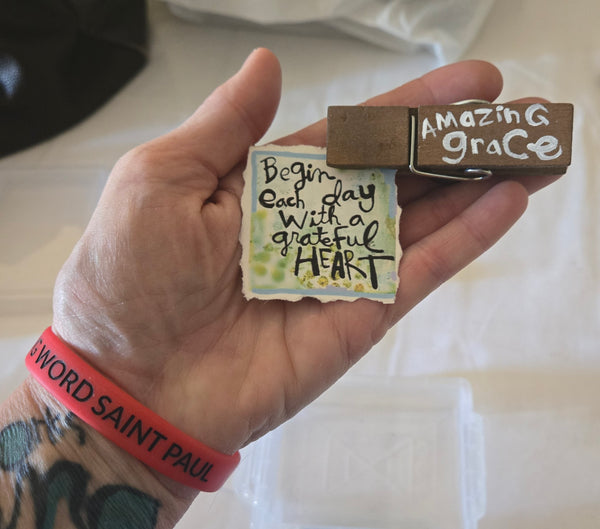 AmazinG
graCe
Begin
each day
with a
grateful
HEART
G WORD SAINT PAUL